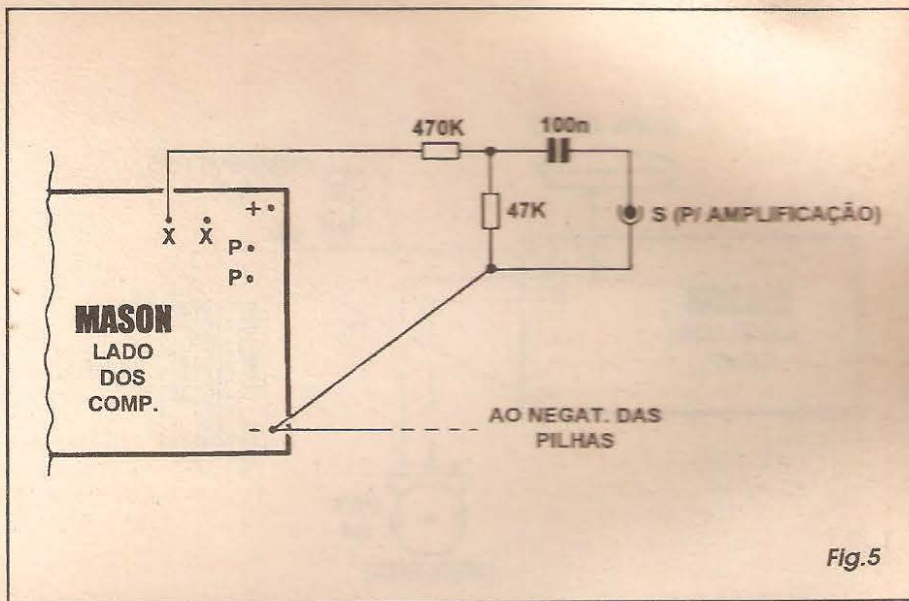 470K
100n
47K
S (P/ AMPLIFICAÇÃO)
X X
+
P
P
MASON
LADO
DOS
COMP.
-
AO NEGAT. DAS
PILHAS
Fig.5